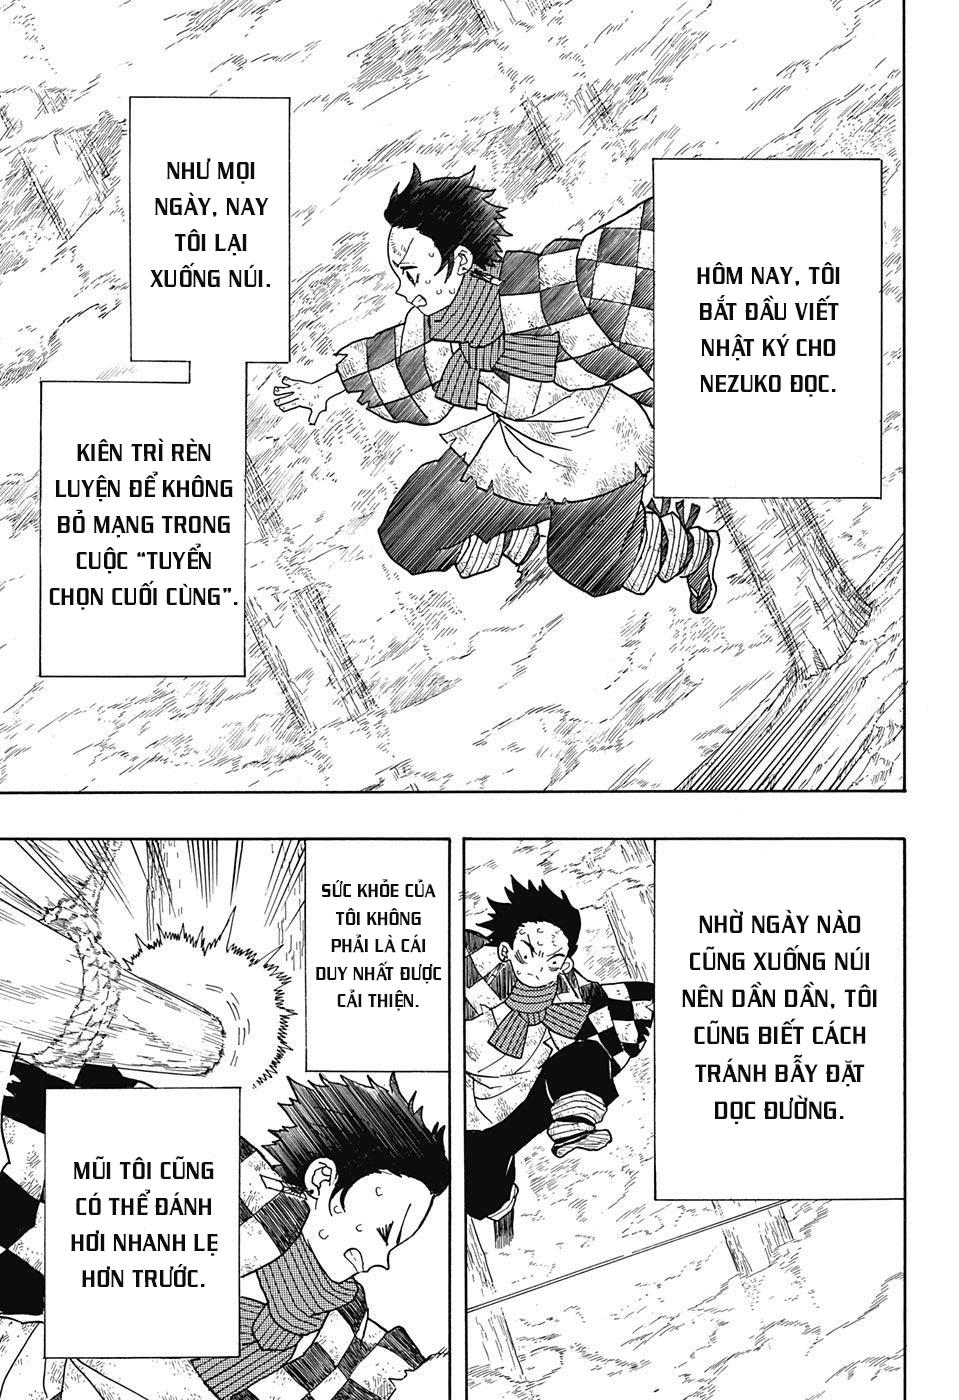 HÔM NAY, TÔI
BẮT ĐẦU VIẾT
NHẬT KÝ CHO
NEZUKO ĐỌC.
NHƯ MỌI
NGÀY, NAY
TÔI LẠI
XUỐNG NÚI.
KIÊN TRÌ RÈN
LUYỆN ĐỂ KHÔNG
BỎ MẠNG TRONG
CUỘC “TUYỂN
CHỌN CUỐI CÙNG”.
NHỜ NGÀY NÀO
CŨNG XUỐNG NÚI
NÊN DẦN DẦN, TÔI
CŨNG BIẾT CÁCH
TRÁNH BẪY ĐẶT
DỌC ĐƯỜNG.
SỨC KHỎE CỦA
TÔI KHÔNG
PHẢI LÀ CÁI
DUY NHẤT ĐƯỢC
CẢI THIỆN.
MŨI TÔI CŨNG
CÓ THỂ ĐÁNH
HƠI NHANH LẸ
HƠN TRƯỚC.